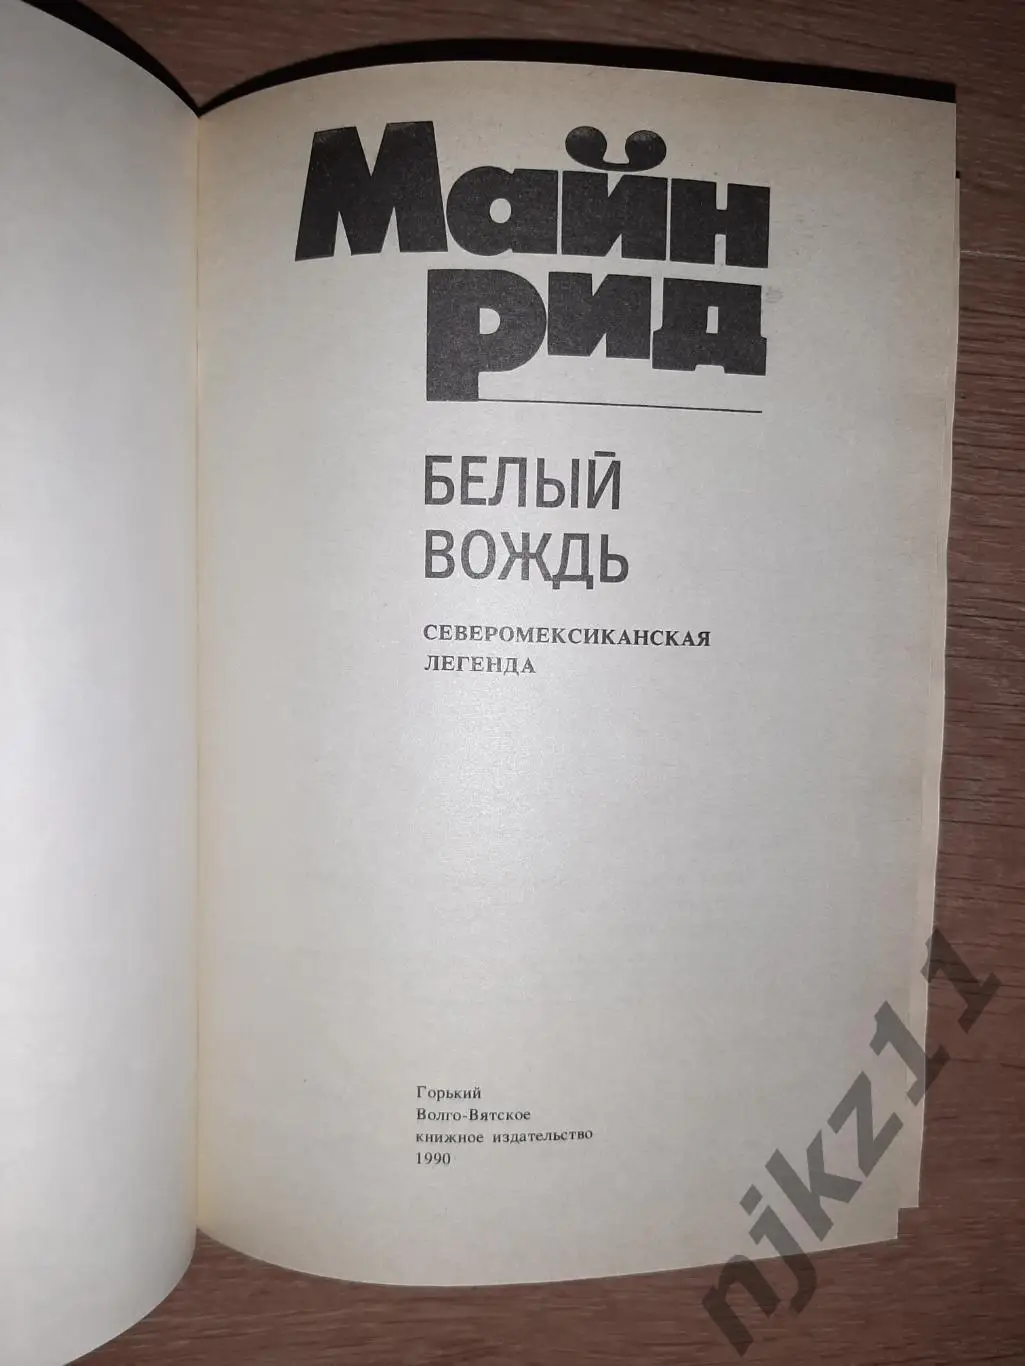 Майн
Рид
БЕЛЫЙ
ВОЖДЬ
СЕВЕРОМЕКСИКАНСКАЯ
ЛЕГЕНДА
Горький
Волго-Вятское
книжное издательство
1990
njkz11